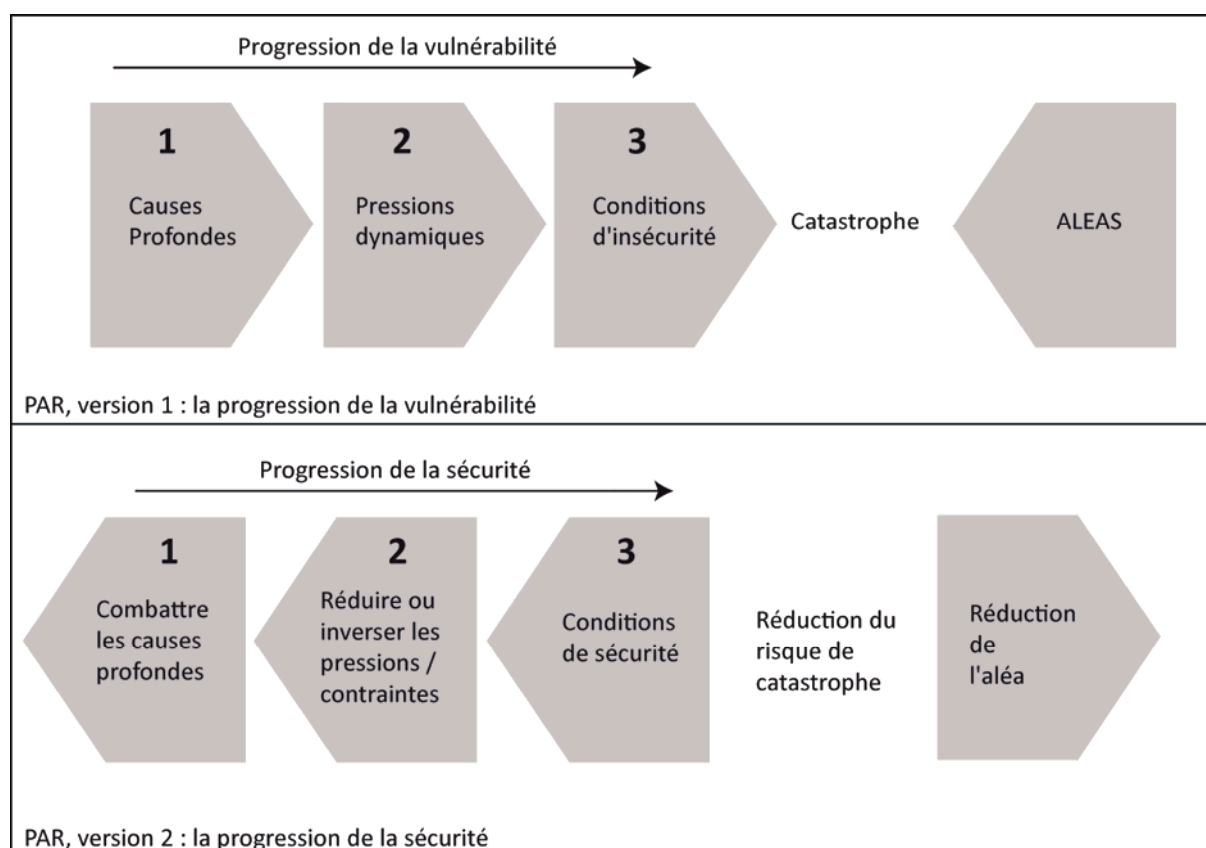 Progression de la vulnérabilité
1
Causes
Profondes
2
Pressions
dynamiques
3
Conditions
d'insécurité
Catastrophe
ALEAS
PAR, version 1 : la progression de la vulnérabilité
Progression de la sécurité
1
Combattre
les causes
profondes
2
Réduire ou
inverser les
pressions /
contraintes
3
Conditions
de sécurité
Réduction du
risque de
catastrophe
Réduction
de
l'aléa
PAR, version 2 : la progression de la sécurité